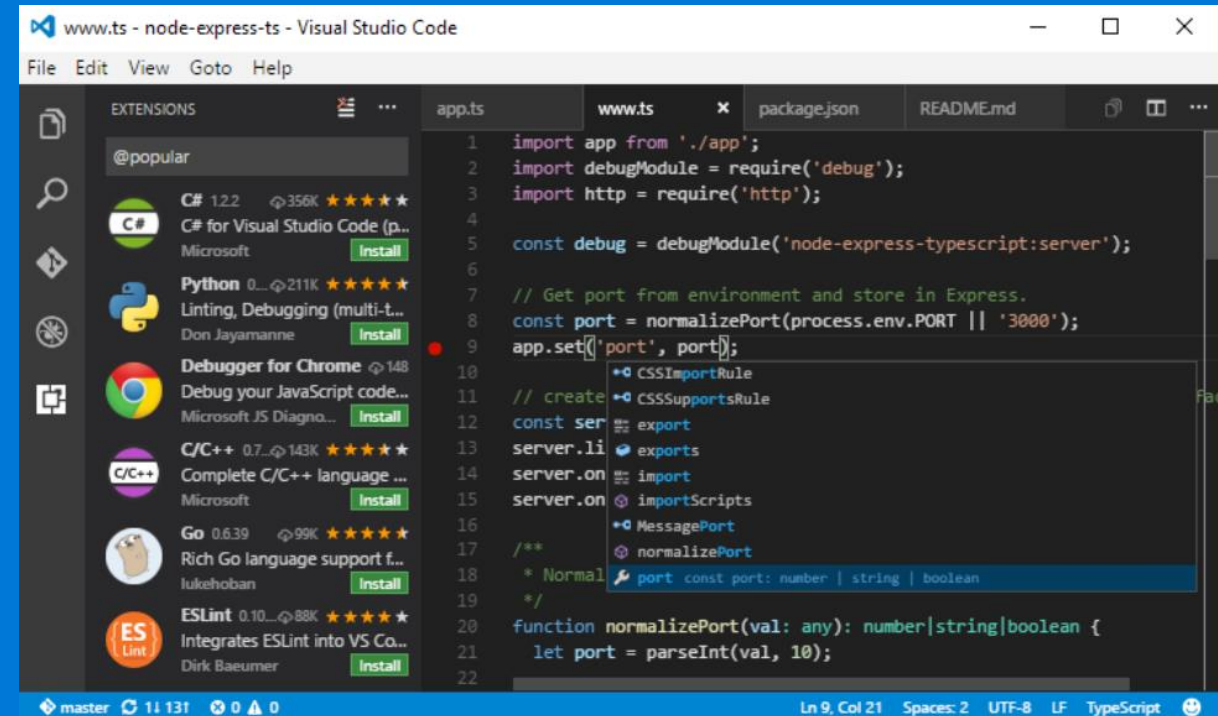 www.ts - node-express-ts - Visual Studio Code
File Edit View Goto Help
EXTENSIONS
@popular
C# 1.2.2 356K
C# for Visual Studio Code (p...
Microsoft Install
Python 0... 211K
Linting, Debugging (multi-t...
Don Jayamanne Install
Debugger for Chrome 148
Debug your JavaScript code...
Microsoft JS Diagno... Install
C/C++ 0.7... 143K
Complete C/C++ language ...
Microsoft Install
Go 0.6.39 99K
Rich Go language support f...
lukehoban Install
ESLint 0.10... 88K
Integrates ESLint into VS Co...
Dirk Baeumer Install
C#
C/C++
ES
Lint
app.ts www.ts package.json README.md
1 import app from './app';
2 import debugModule = require('debug');
3 import http = require('http');
4
5 const debug = debugModule('node-express-typescript:server');
6
7 // Get port from environment and store in Express.
8 const port = normalizePort(process.env.PORT || '3000');
9 app.set('port', port);
10
11 // create fac
12 const ser
13 server.li
14 server.on
15 server.on
16
17 /**
18 * Normal
19 */
20 function normalizePort(val: any): number|string|boolean {
21 let port = parseInt(val, 10);
22
CSSImportRule
CSSSupportsRule
export
exports
import
importScripts
MessagePort
normalizePort
port const port: number | string | boolean
master 1↓ 13↑ 0 0 Ln 9, Col 21 Spaces: 2 UTF-8 LF TypeScript